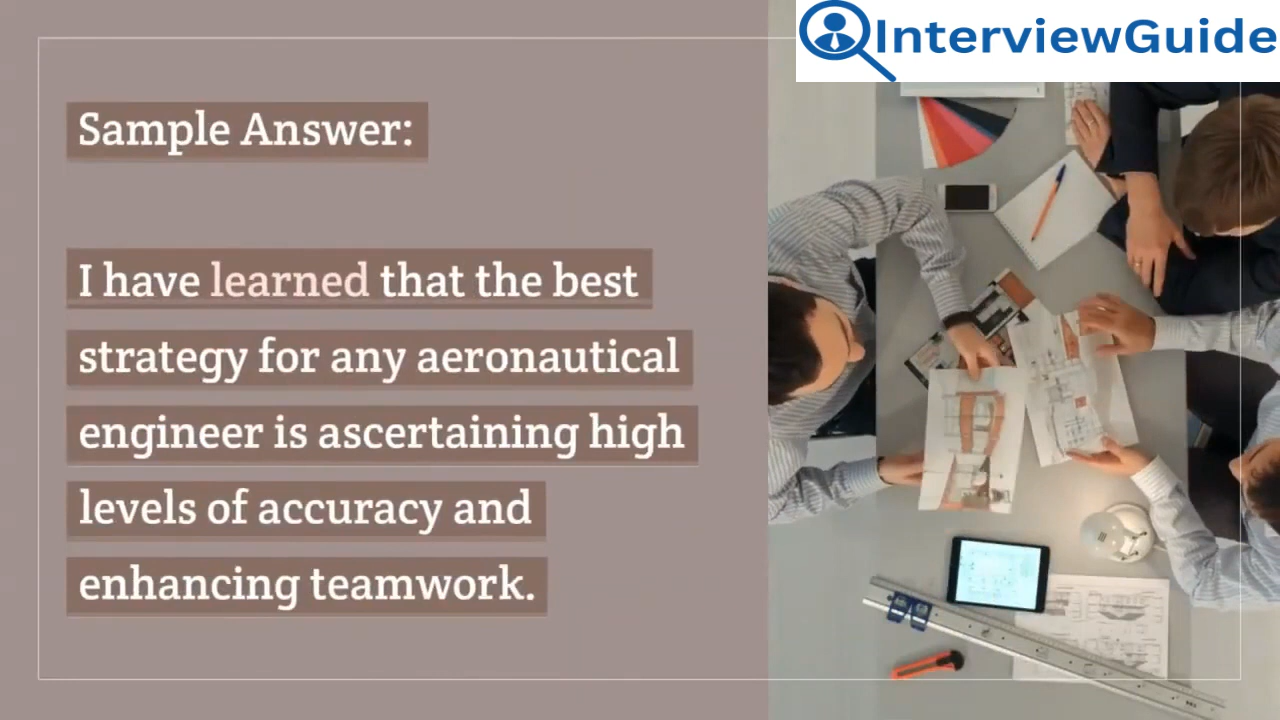 InterviewGuide
Sample Answer:
I have learned that the best
strategy for any aeronautical
engineer is ascertaining high
levels of accuracy and
enhancing teamwork.